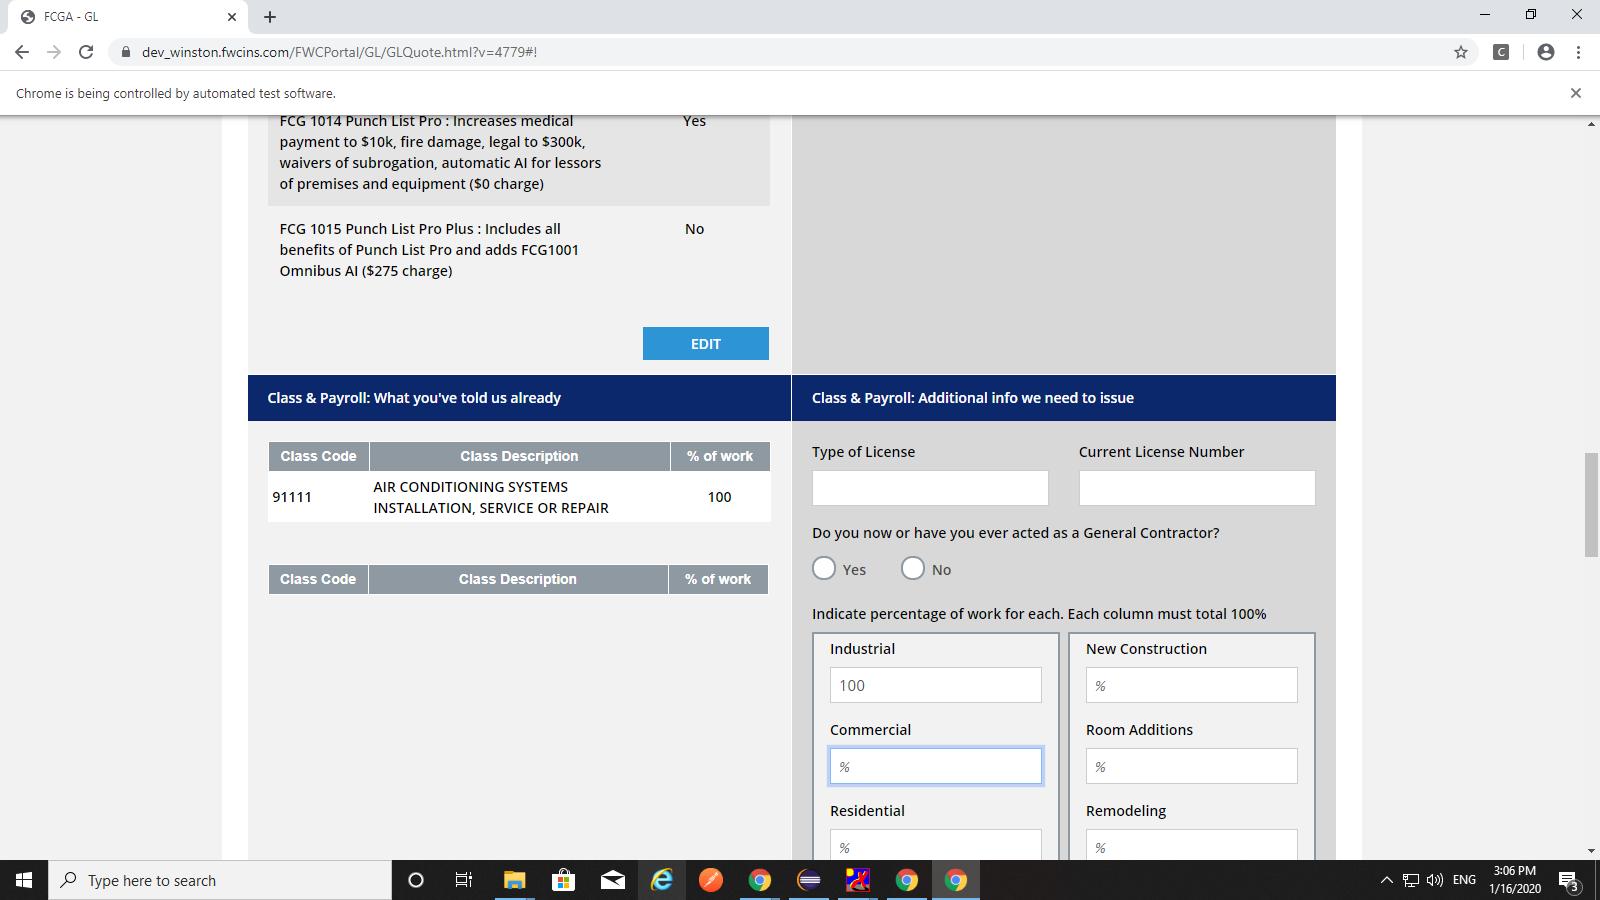 FCGA - GL
dev_winston.fwcins.com/FWCPortal/GL/GLQuote.html?v=4779#!
C
Chrome is being controlled by automated test software.
FCG 1014 Punch List Pro : Increases medical
payment to $10k, fire damage, legal to $300k,
waivers of subrogation, automatic AI for lessors
of premises and equipment ($0 charge)
Yes
FCG 1015 Punch List Pro Plus : Includes all
benefits of Punch List Pro and adds FCG1001
Omnibus AI ($275 charge)
No
EDIT
Class & Payroll: What you've told us already
Class Code Class Description % of work
91111
AIR CONDITIONING SYSTEMS
INSTALLATION, SERVICE OR REPAIR
100
Class Code Class Description % of work
Class & Payroll: Additional info we need to issue
Type of License Current License Number
Do you now or have you ever acted as a General Contractor?
Yes No
Indicate percentage of work for each. Each column must total 100%
Industrial
100
Commercial
%
Residential
%
New Construction
%
Room Additions
%
Remodeling
%
Type here to search
ENG
3:06 PM
1/16/2020
3